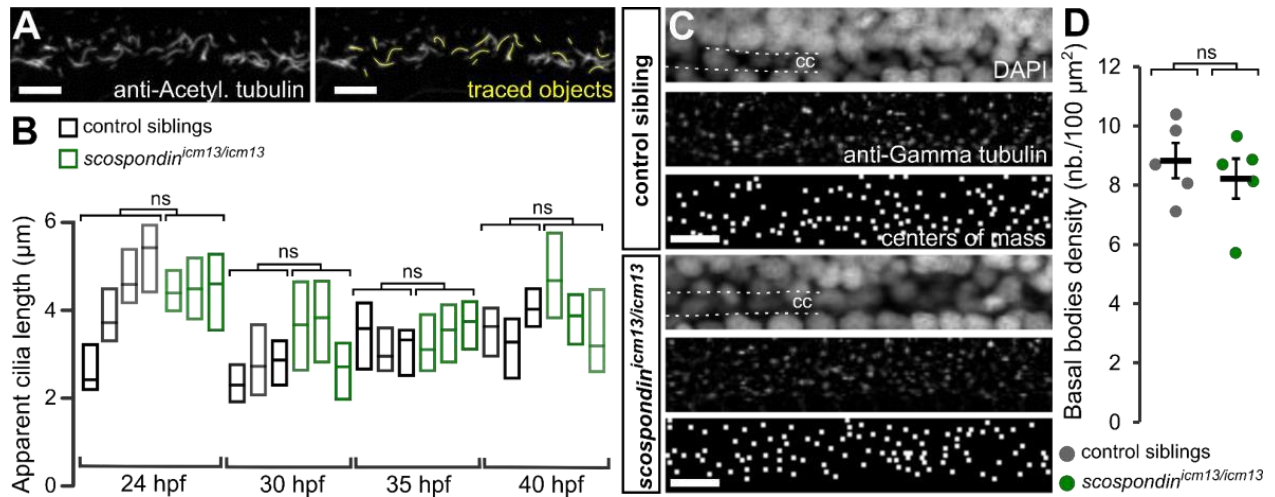 A
anti-Acetyl. tubulin
traced objects
B
control siblings
scospondin^icm13/icm13
Apparent cilia length (µm)
6
4
2
0
ns
ns
ns
ns
24 hpf
30 hpf
35 hpf
40 hpf
C
control sibling
cc
DAPI
anti-Gamma tubulin
centers of mass
scospondin^icm13/icm13
cc
D
ns
Basal bodies density (nb./100 µm²)
12
10
8
6
4
2
0
control siblings
scospondin^icm13/icm13